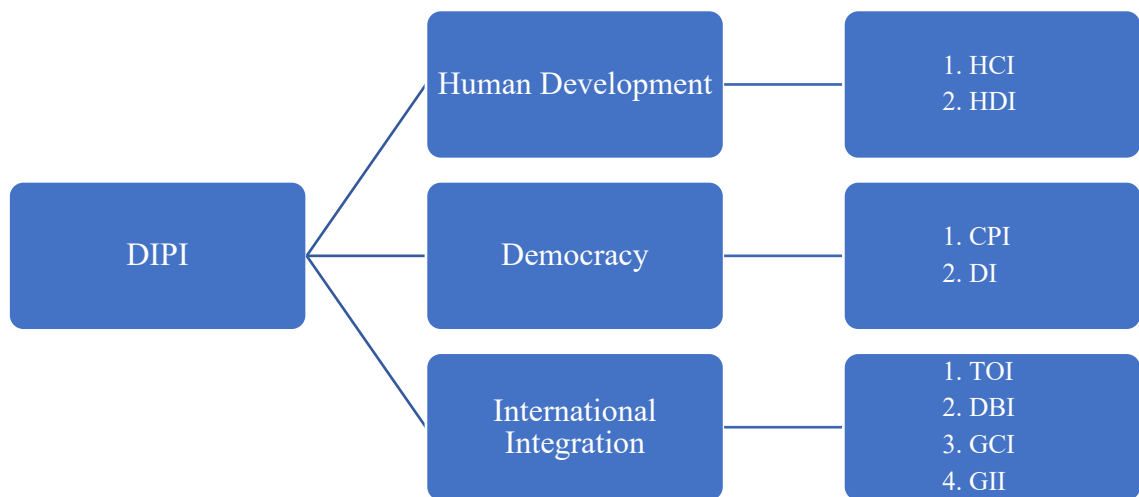 DIPI
Human Development
1. HCI
2. HDI
Democracy
1. CPI
2. DI
International
Integration
1. TOI
2. DBI
3. GCI
4. GII